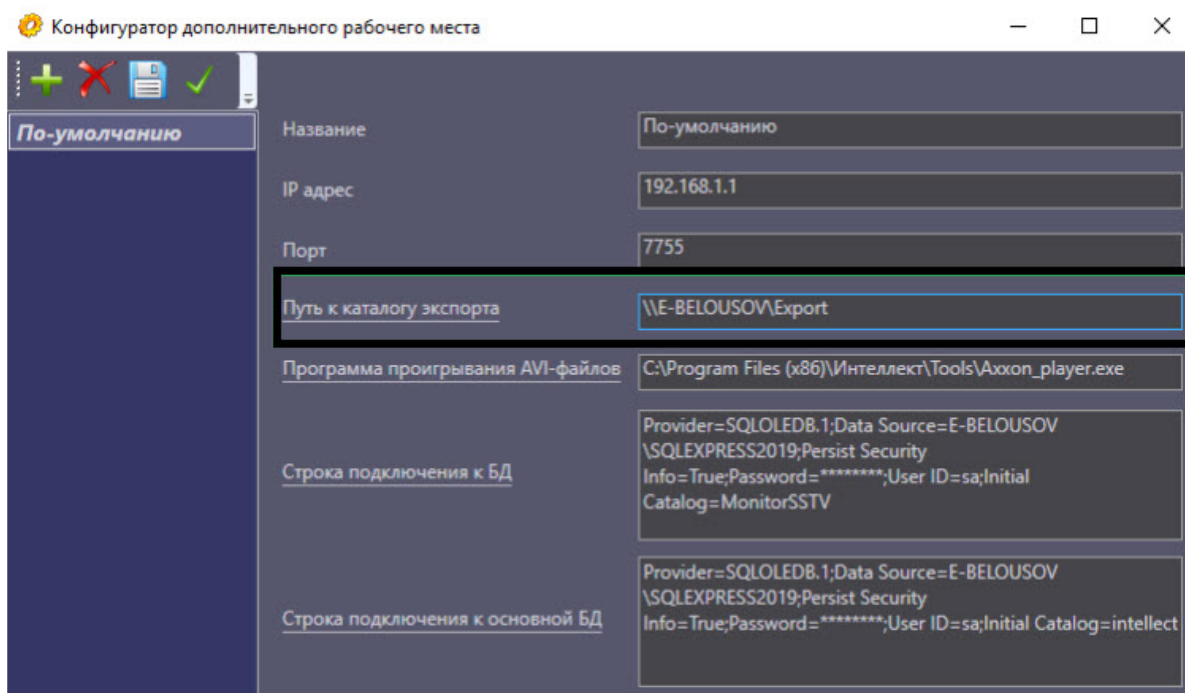 Конфигуратор дополнительного рабочего места
По-умолчанию
Название
По-умолчанию
IP адрес
192.168.1.1
Порт
7755
Путь к каталогу экспорта
\\E-BELOUSOV\Export
Программа проигрывания AVI-файлов
C:\Program Files (x86)\Интеллект\Tools\Axxon_player.exe
Строка подключения к БД
Provider=SQLOLEDB.1;Data Source=E-BELOUSOV
\SQLEXPRESS2019;Persist Security
Info=True;Password=********;User ID=sa;Initial
Catalog=MonitorSSTV
Строка подключения к основной БД
Provider=SQLOLEDB.1;Data Source=E-BELOUSOV
\SQLEXPRESS2019;Persist Security
Info=True;Password=********;User ID=sa;Initial Catalog=intellect